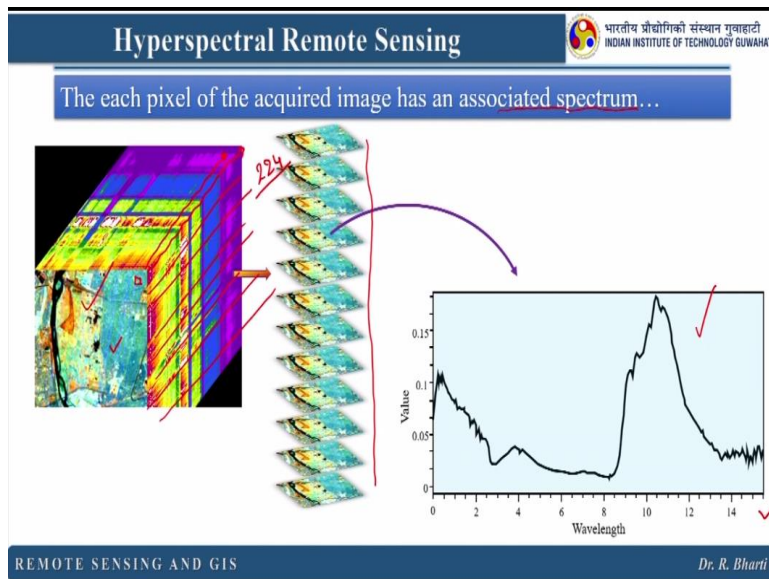 Hyperspectral Remote Sensing
भारतीय प्रौद्योगिकी संस्थान गुवाहाटी
INDIAN INSTITUTE OF TECHNOLOGY GUWAHA
The each pixel of the acquired image has an associated spectrum...
224
0.15
0.1
0.05
0
Value
0 2 4 6 8 10 12 14
Wavelength
REMOTE SENSING AND GIS
Dr. R. Bharti